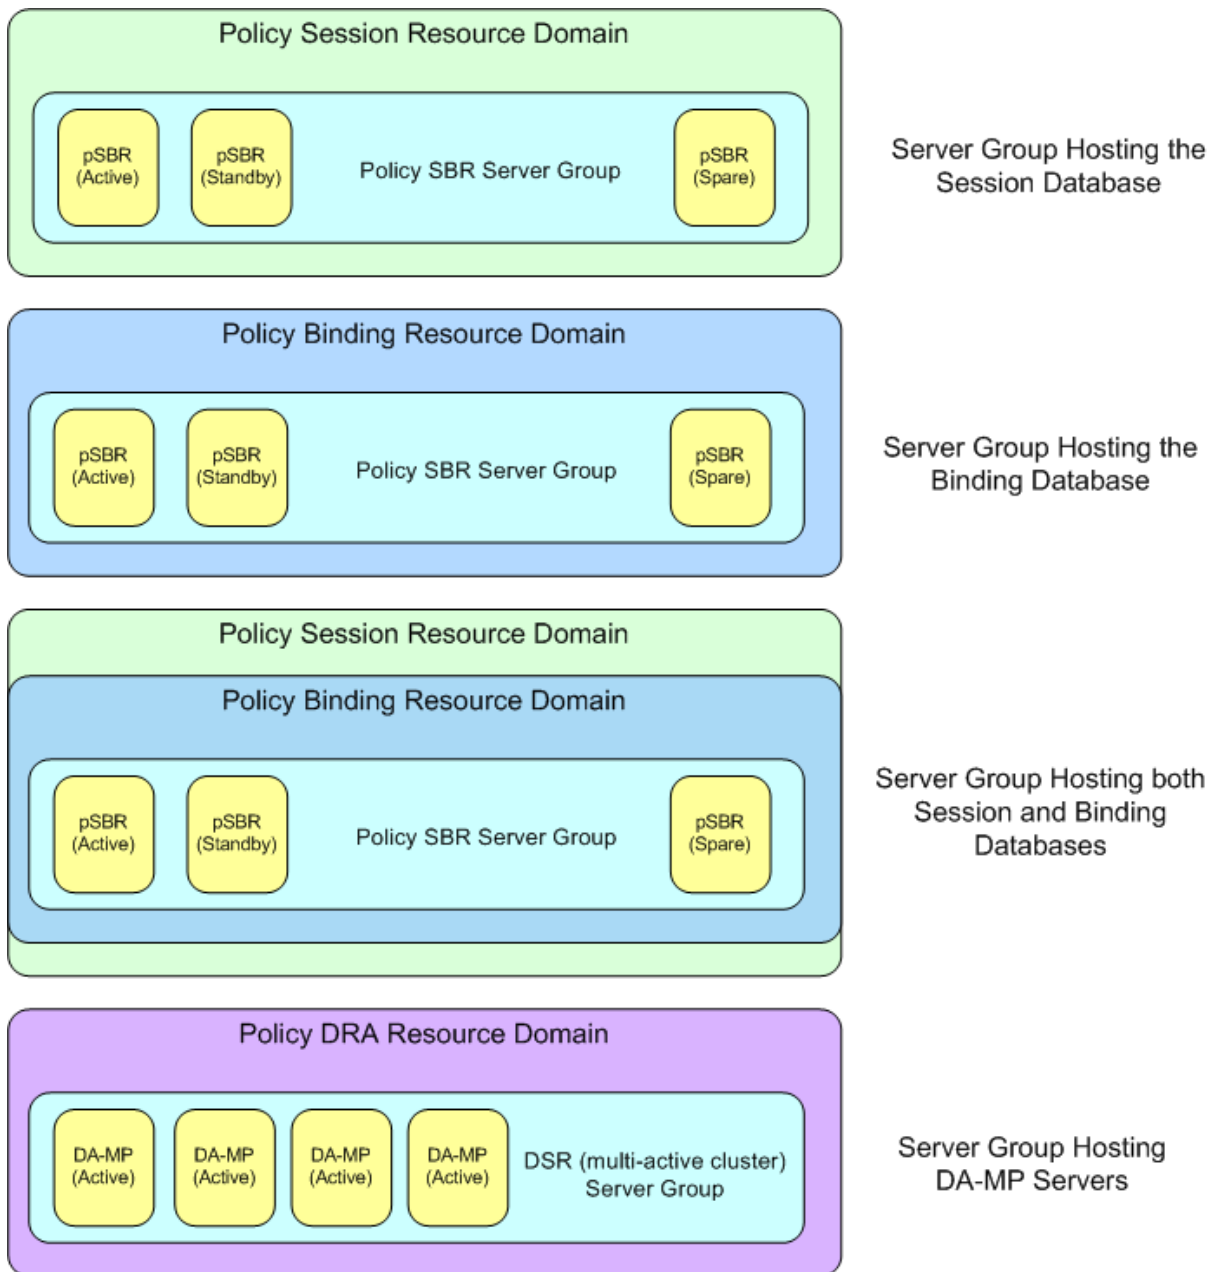 Policy Session Resource Domain
pSBR
(Active)
pSBR
(Standby)
Policy SBR Server Group
pSBR
(Spare)
Server Group Hosting the
Session Database
Policy Binding Resource Domain
pSBR
(Active)
pSBR
(Standby)
Policy SBR Server Group
pSBR
(Spare)
Server Group Hosting the
Binding Database
Policy Session Resource Domain
Policy Binding Resource Domain
pSBR
(Active)
pSBR
(Standby)
Policy SBR Server Group
pSBR
(Spare)
Server Group Hosting both
Session and Binding
Databases
Policy DRA Resource Domain
DA-MP
(Active)
DA-MP
(Active)
DA-MP
(Active)
DA-MP
(Active)
DSR (multi-active cluster)
Server Group
Server Group Hosting
DA-MP Servers